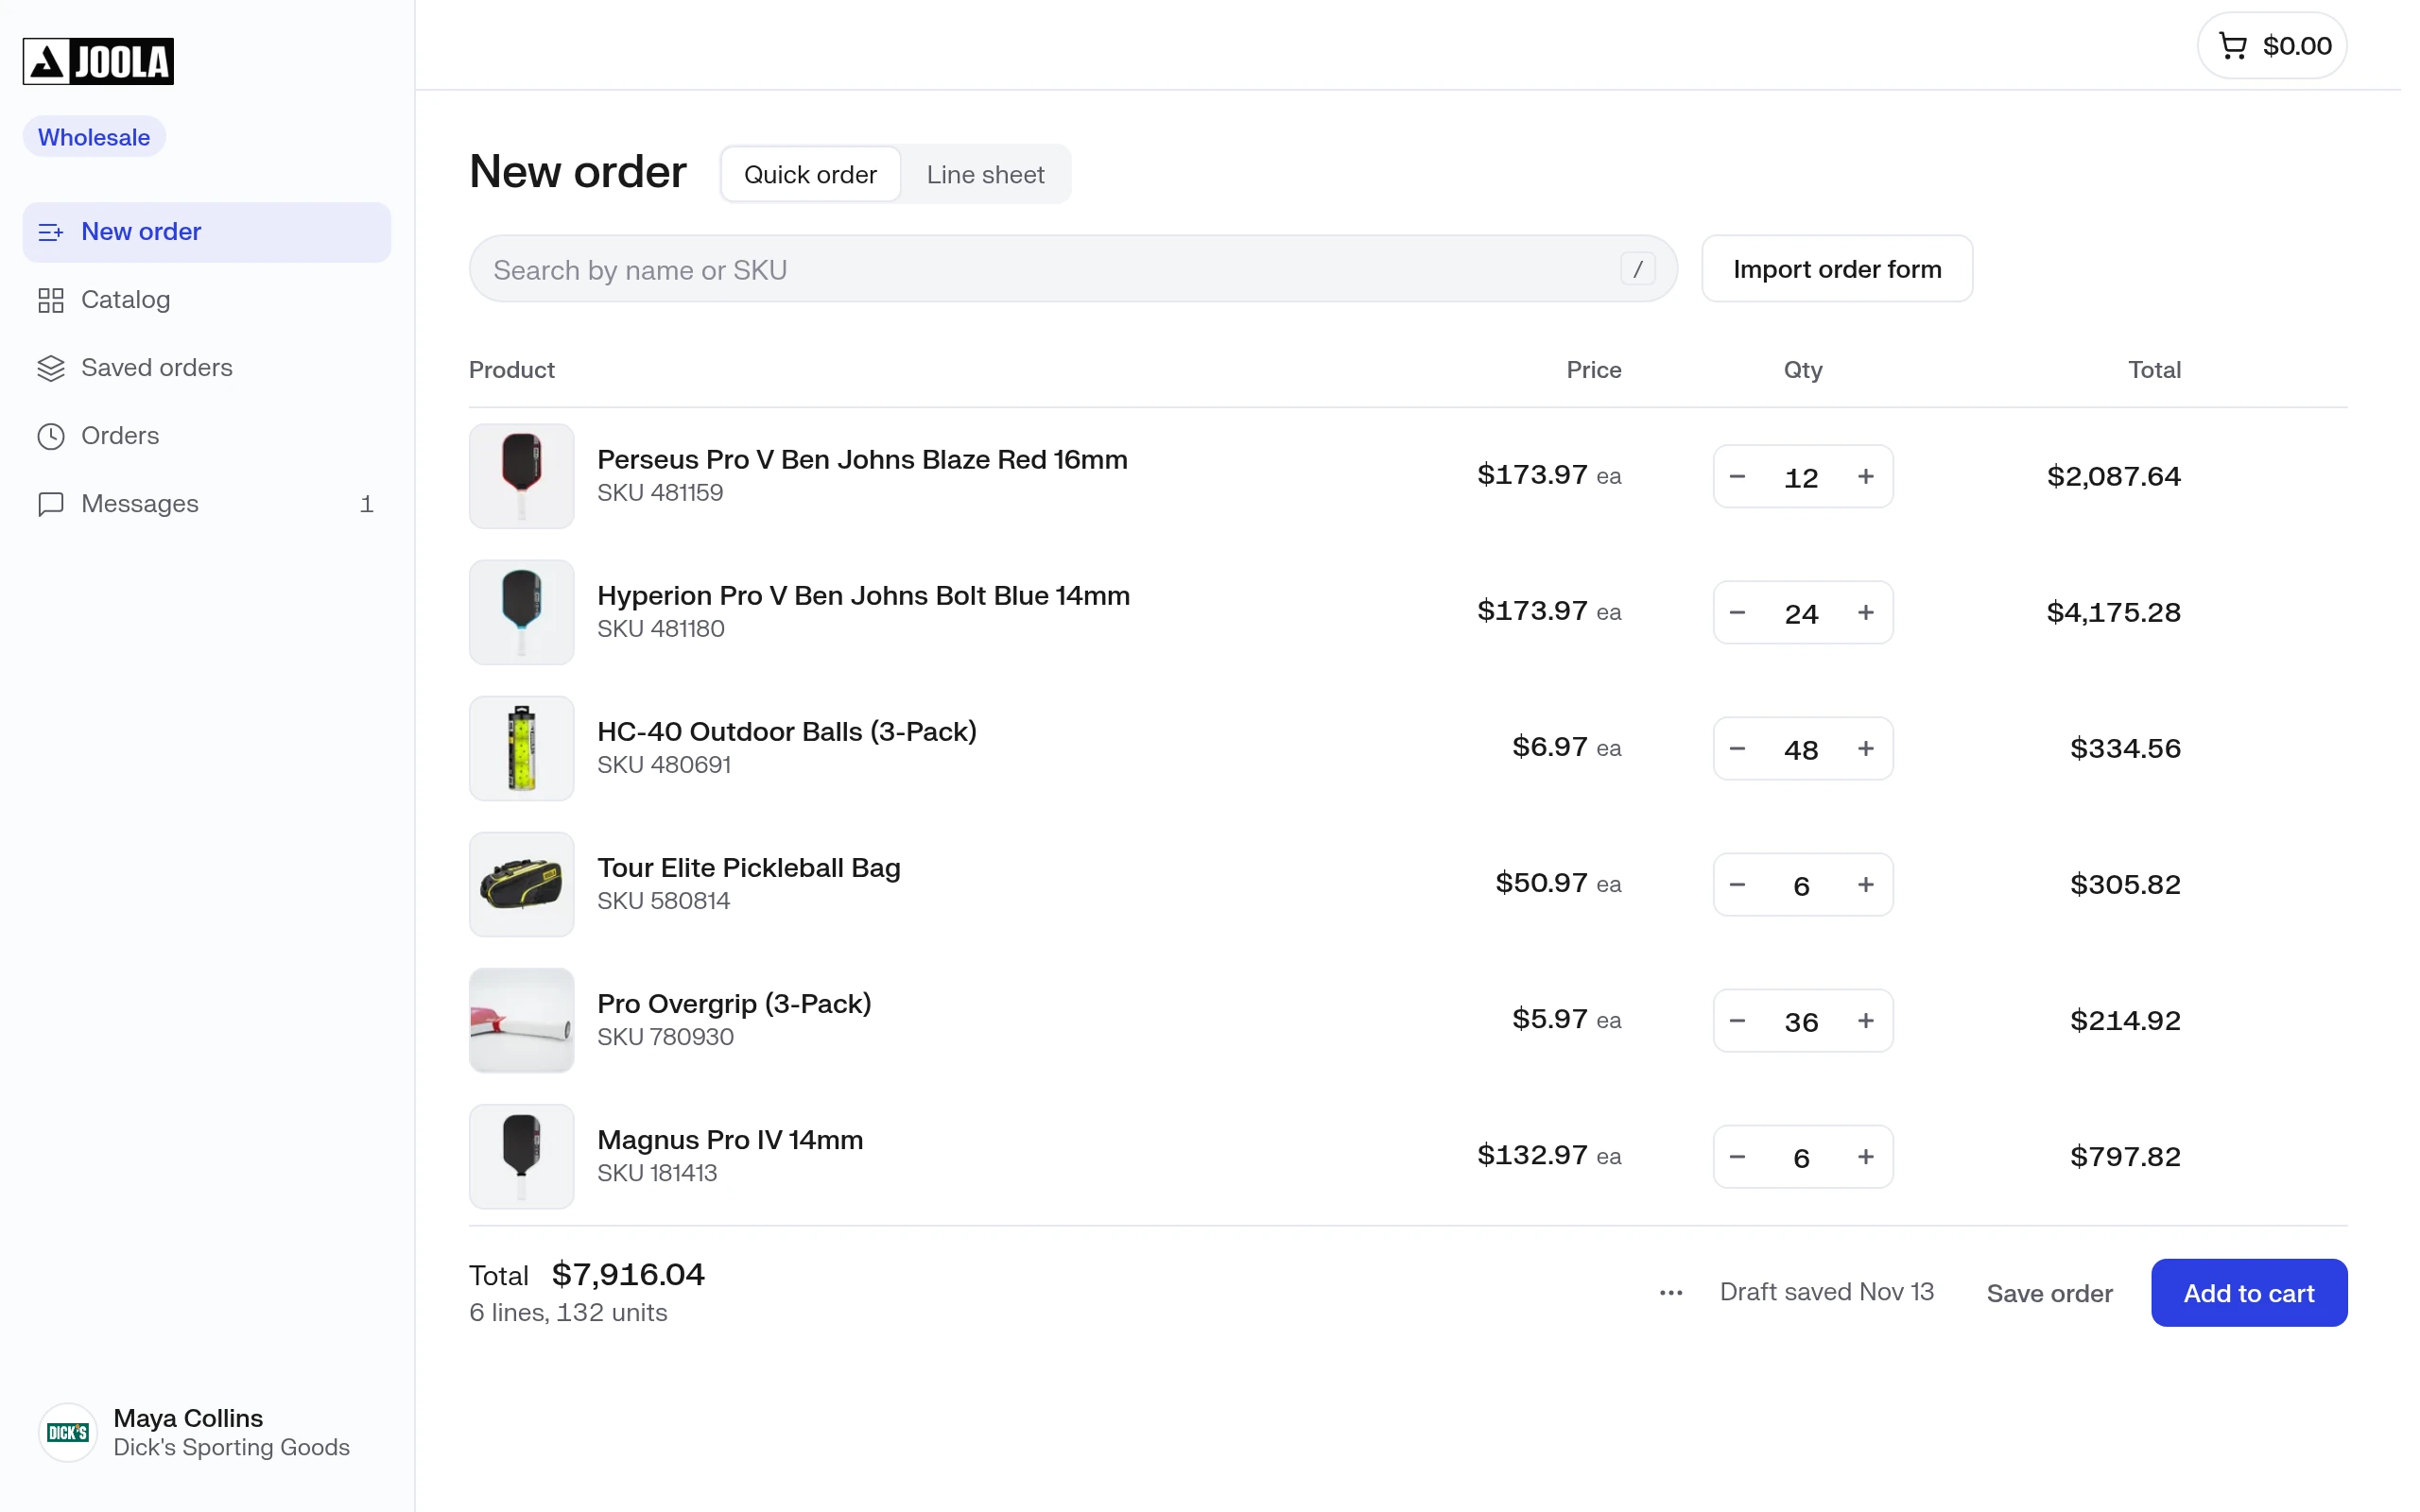 JOOLA
$0.00
Wholesale
New order
Catalog
Saved orders
Orders
Messages 1
New order Quick order Line sheet
Search by name or SKU / Import order form
Product Price Qty Total
Perseus Pro V Ben Johns Blaze Red 16mm
SKU 481159
$173.97 ea − 12 + $2,087.64
Hyperion Pro V Ben Johns Bolt Blue 14mm
SKU 481180
$173.97 ea − 24 + $4,175.28
HC-40 Outdoor Balls (3-Pack)
SKU 480691
$6.97 ea − 48 + $334.56
Tour Elite Pickleball Bag
SKU 580814
$50.97 ea − 6 + $305.82
Pro Overgrip (3-Pack)
SKU 780930
$5.97 ea − 36 + $214.92
Magnus Pro IV 14mm
SKU 181413
$132.97 ea − 6 + $797.82
Total $7,916.04
6 lines, 132 units
Draft saved Nov 13 Save order Add to cart
DICK'S
Maya Collins
Dick's Sporting Goods